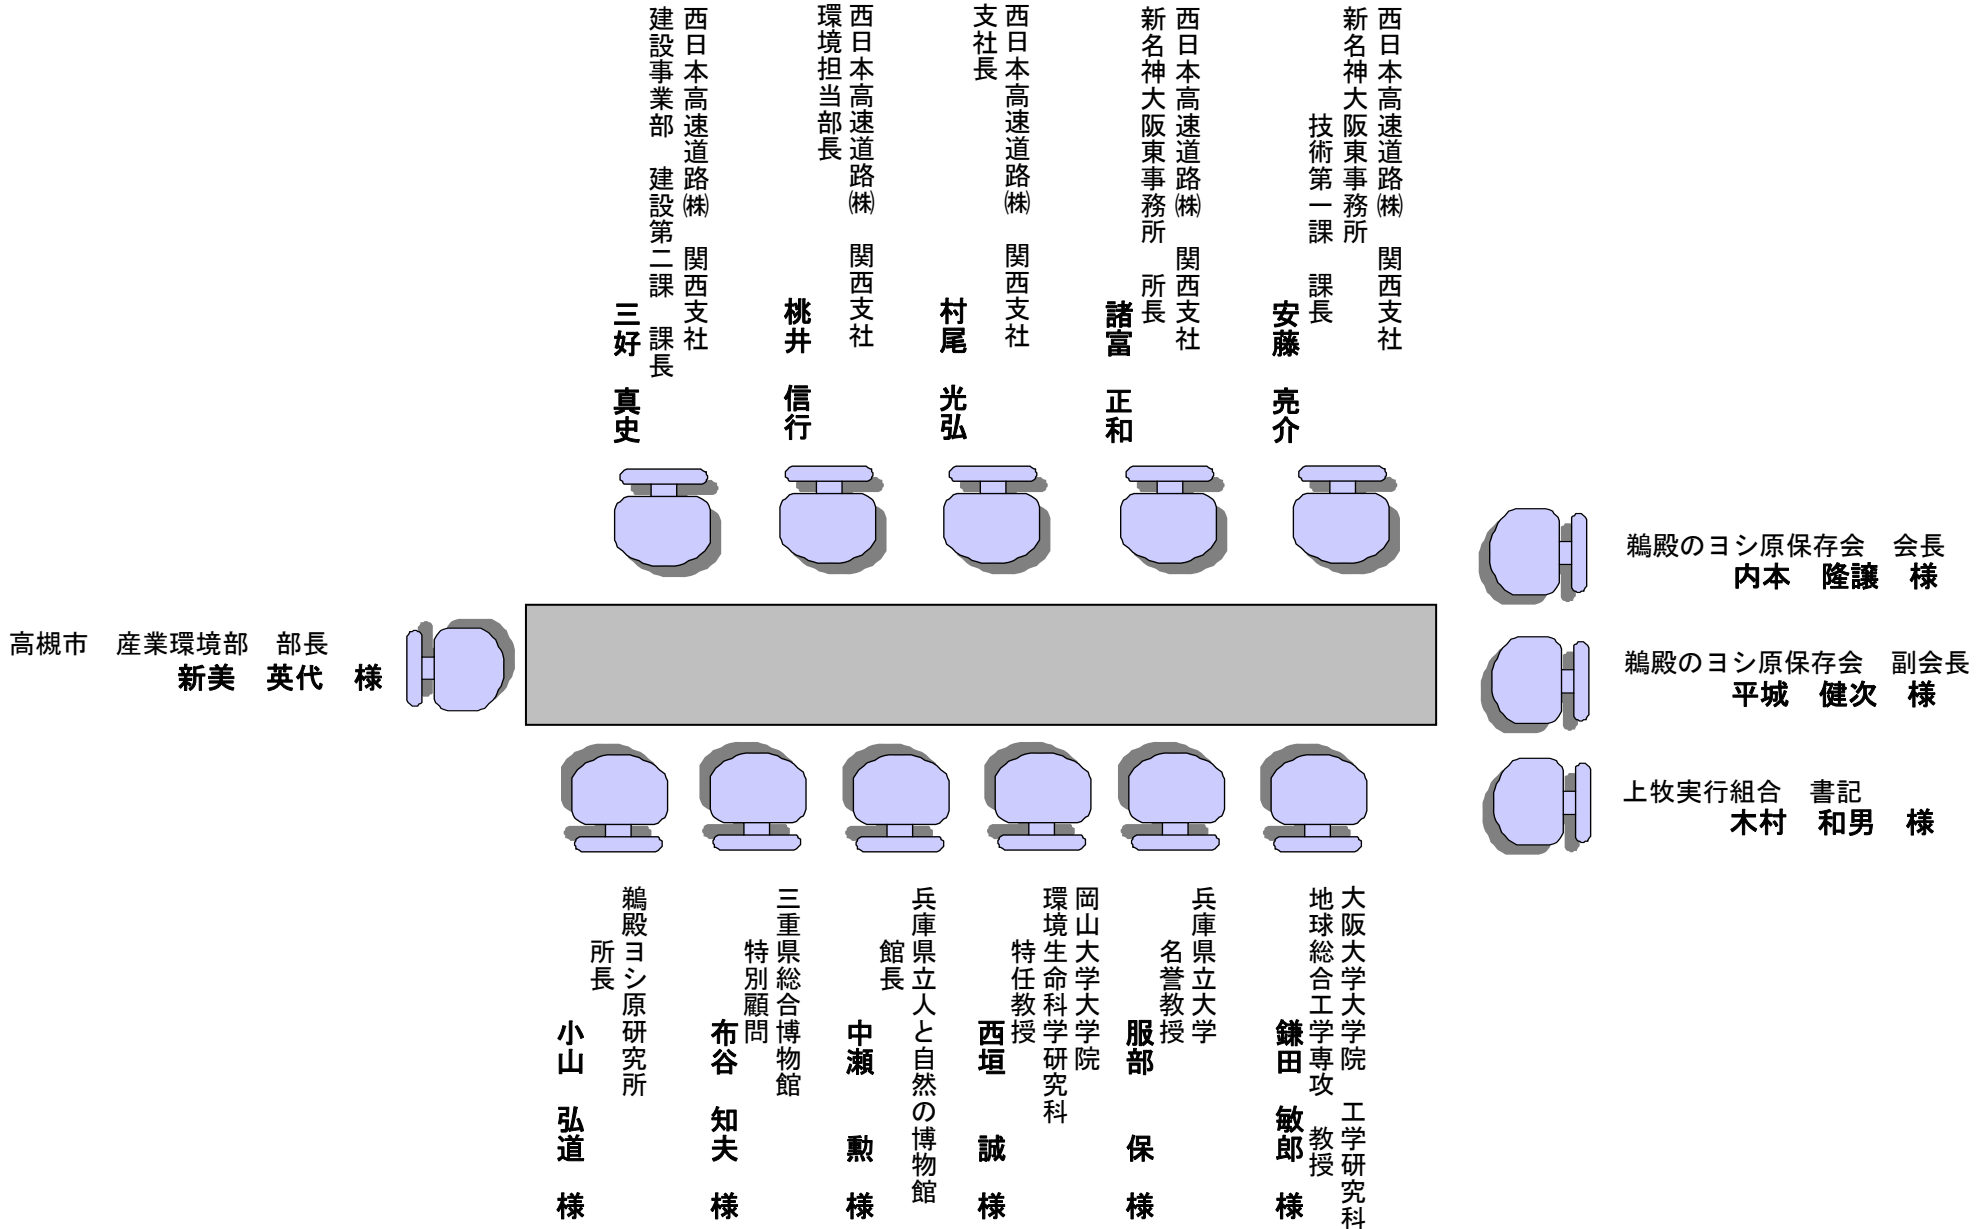 西日本高速道路㈱　関西支社
新名神大阪東事務所
技術第一課　課長
安藤　亮介
西日本高速道路㈱　関西支社
新名神大阪東事務所　所長
諸富　正和
西日本高速道路㈱　関西支社
支社長
村尾　光弘
西日本高速道路㈱　関西支社
環境担当部長
桃井　信行
西日本高速道路㈱　関西支社
建設事業部　建設第二課　課長
三好　真史
鵜殿のヨシ原保存会　会長
内本　隆譲　様
高槻市　産業環境部　部長
新美　英代　様
鵜殿のヨシ原保存会　副会長
平城　健次　様
上牧実行組合　書記
木村　和男　様
大阪大学大学院　工学研究科
地球総合工学専攻　教授
鎌田　敏郎　様
兵庫県立大学
名誉教授
服部　　保　様
岡山大学大学院
環境生命科学研究科
特任教授
西垣　　誠　様
兵庫県立人と自然の博物館
館長
中瀬　　勲　様
三重県総合博物館
特別顧問
布谷　知夫　様
鵜殿ヨシ原研究所
所長
小山　弘道　様